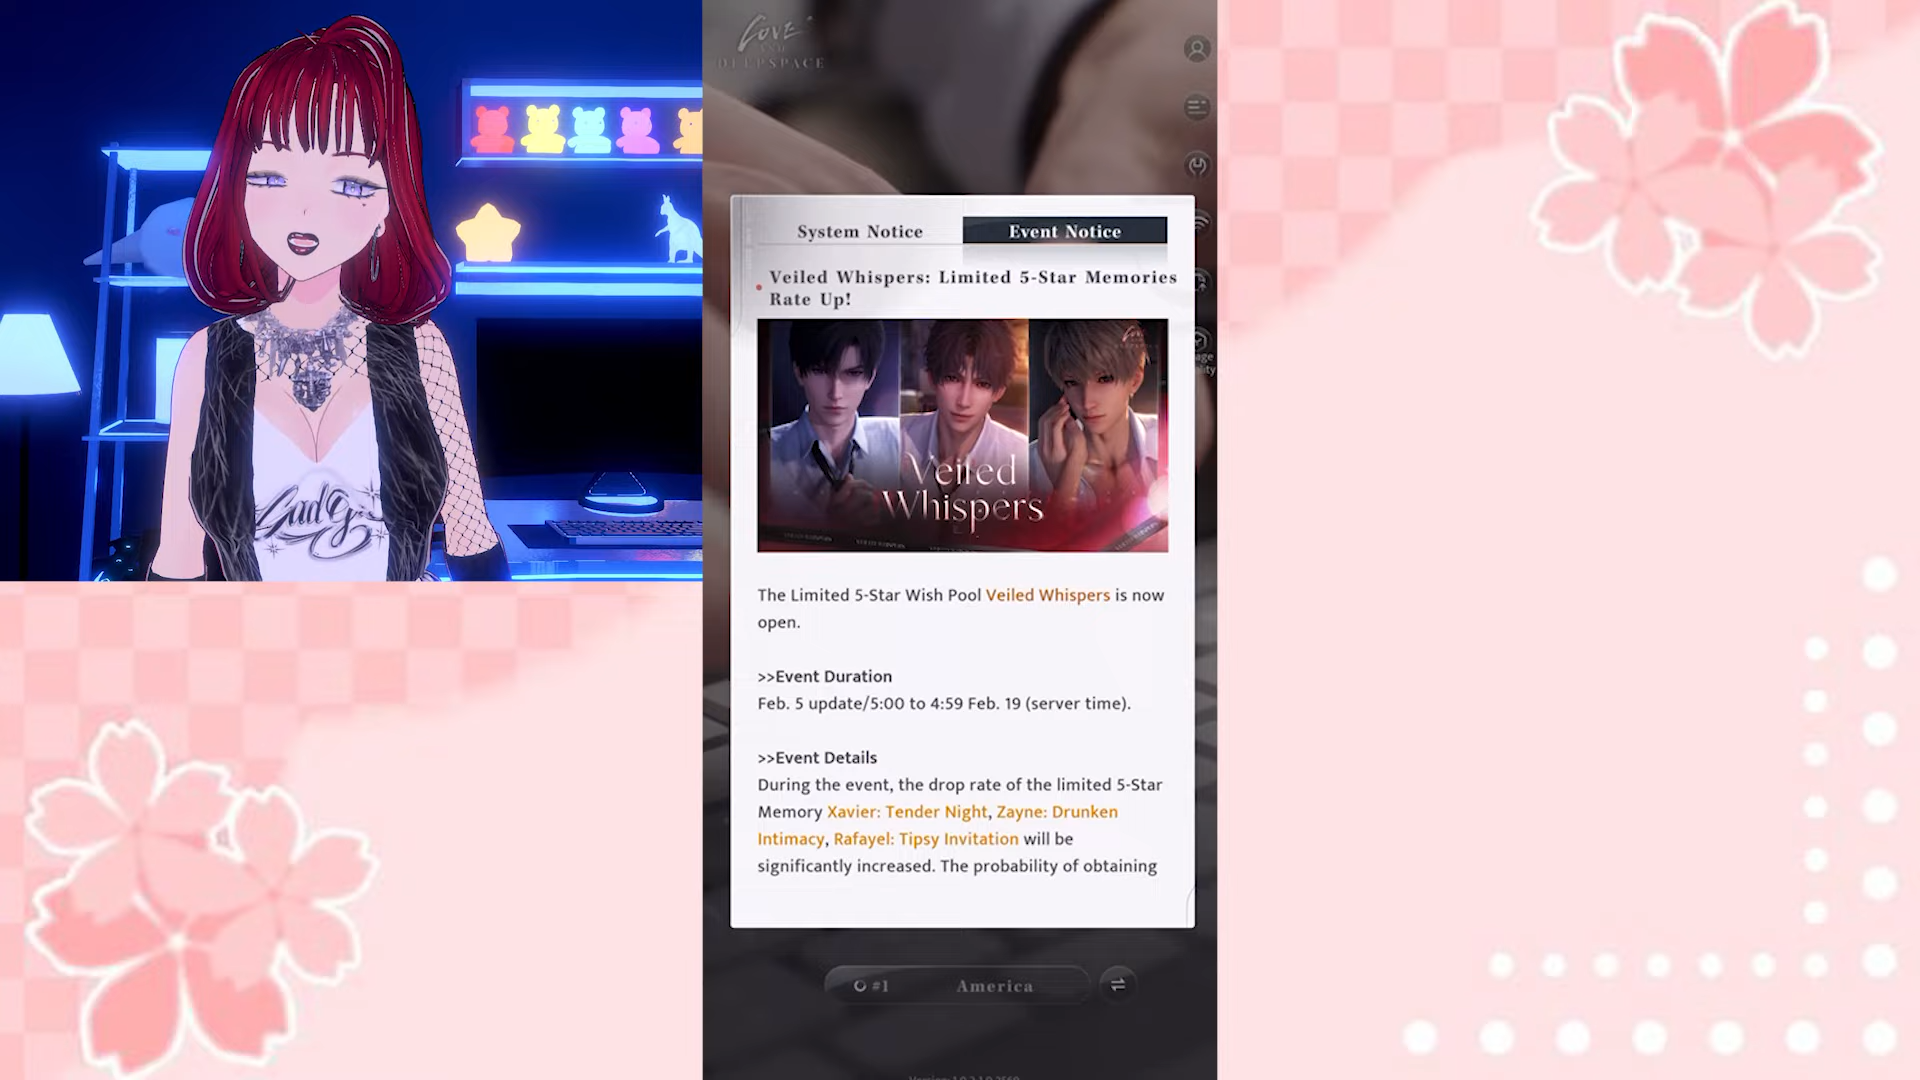 LOVE
AND
DEEPSPACE
System Notice
Event Notice
Veiled Whispers: Limited 5-Star Memories
Rate Up!
Veiled
Whispers
The Limited 5-Star Wish Pool Veiled Whispers is now
open.
>>Event Duration
Feb. 5 update/5:00 to 4:59 Feb. 19 (server time).
>>Event Details
During the event, the drop rate of the limited 5-Star
Memory Xavier: Tender Night, Zayne: Drunken
Intimacy, Rafayel: Tipsy Invitation will be
significantly increased. The probability of obtaining
#1
America